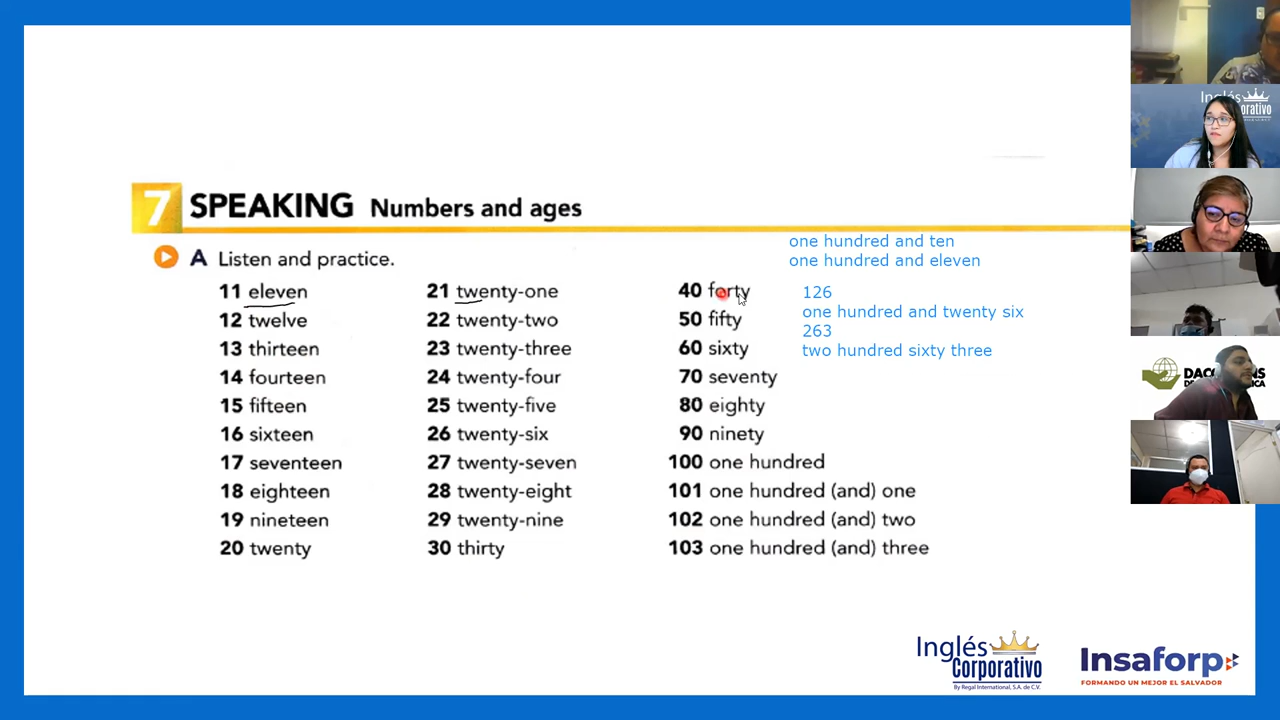 7 SPEAKING Numbers and ages
A Listen and practice.
11 eleven
12 twelve
13 thirteen
14 fourteen
15 fifteen
16 sixteen
17 seventeen
18 eighteen
19 nineteen
20 twenty
21 twenty-one
22 twenty-two
23 twenty-three
24 twenty-four
25 twenty-five
26 twenty-six
27 twenty-seven
28 twenty-eight
29 twenty-nine
30 thirty
40 forty
50 fifty
60 sixty
70 seventy
80 eighty
90 ninety
100 one hundred
101 one hundred (and) one
102 one hundred (and) two
103 one hundred (and) three
one hundred and ten
one hundred and eleven
126
one hundred and twenty six
263
two hundred sixty three
Inglés
Corporativo
By Regal International, S.A. de C.V.
Insaforp
FORMANDO UN MEJOR EL SALVADOR